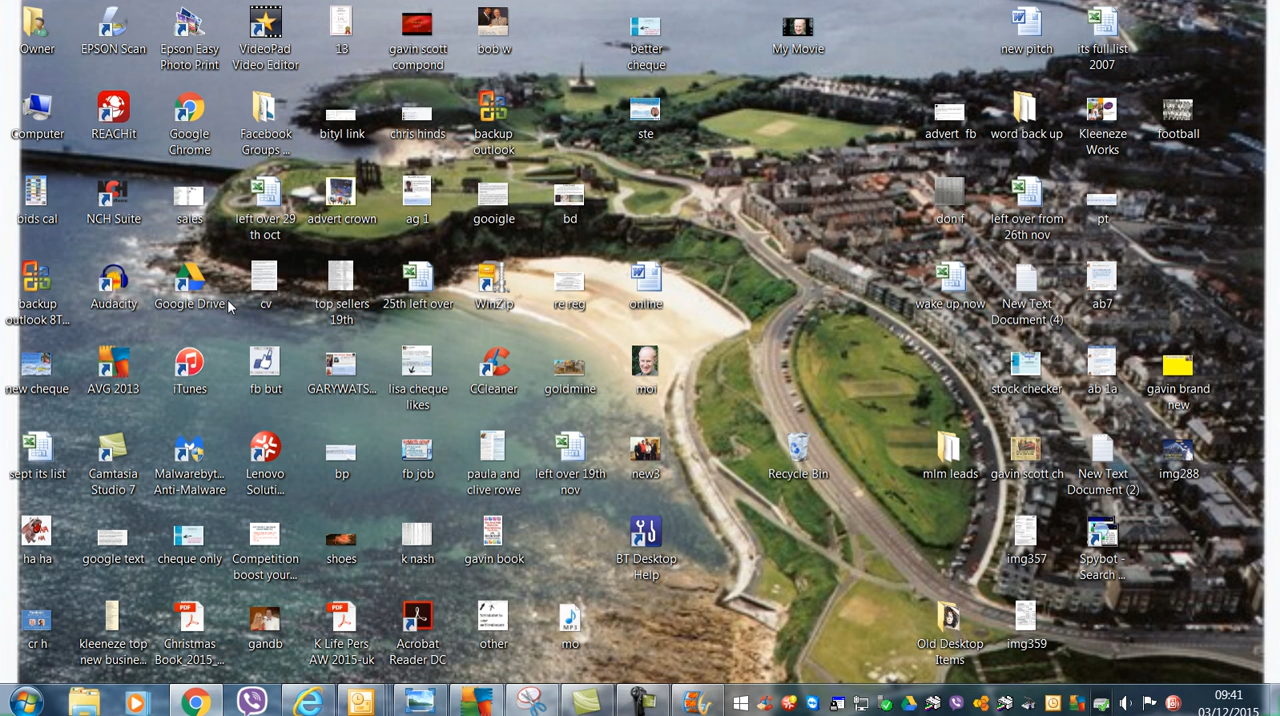 Owner
EPSON Scan
Epson Easy
Photo Print
VideoPad
Video Editor
13
gavin scott
compond
bob w
better
cheque
My Movie
new pitch
its full list
2007
Computer
REACHit
Google
Chrome
Facebook
Groups ...
bityl link
chris hinds
backup
outlook
ste
advert fb
word back up
Kleeneze
Works
football
bids cal
NCH Suite
sales
left over 29
th oct
advert crown
ag 1
gooigle
bd
don f
left over from
26th nov
pt
backup
outlook 8T...
Audacity
Google Drive
cv
top sellers
19th
25th left over
WinZip
re reg
online
wake up now
New Text
Document (4)
ab7
new cheque
AVG 2013
iTunes
fb but
GARYWATS...
lisa cheque
likes
CCleaner
goldmine
moi
stock checker
ab 1a
gavin brand
new
sept its list
Camtasia
Studio 7
Malwarebyt...
Anti-Malware
Lenovo
Soluti...
bp
fb job
paula and
clive rowe
left over 19th
nov
new3
Recycle Bin
mlm leads
gavin scott ch
New Text
Document (2)
img288
ha ha
google text
cheque only
Competition
boost your...
shoes
k nash
gavin book
BT Desktop
Help
img357
Spybot -
Search ...
cr h
kleeneze top
new busine...
PDF
Christmas
Book_2015_...
gandb
PDF
K Life Pers
AW 2015-uk
Acrobat
Reader DC
other
MP3
mo
Old Desktop
Items
img359
09:41
03/12/2015